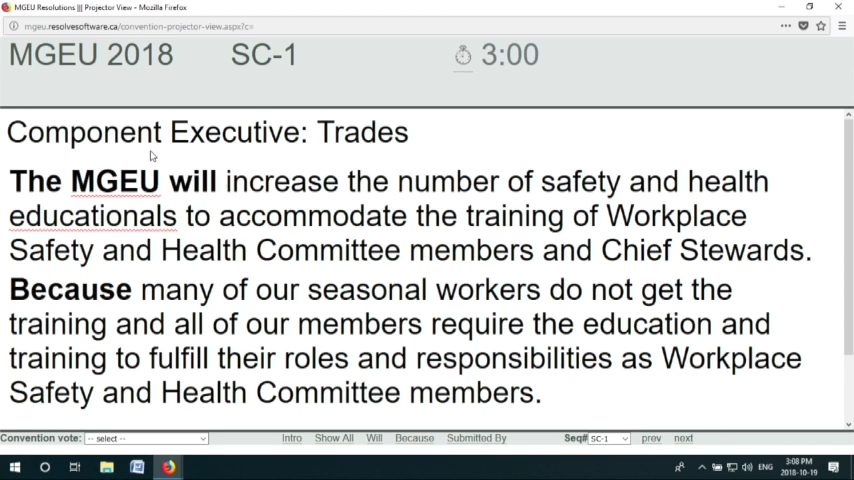 MGEU Resolutions ||| Projector View - Mozilla Firefox
mgeu.resolvesoftware.ca/convention-projector-view.aspx?c=
MGEU 2018 SC-1 3:00
Component Executive: Trades
The MGEU will increase the number of safety and health
educationals to accommodate the training of Workplace
Safety and Health Committee members and Chief Stewards.
Because many of our seasonal workers do not get the
training and all of our members require the education and
training to fulfill their roles and responsibilities as Workplace
Safety and Health Committee members.
Convention vote: -- select -- Intro Show All Will Because Submitted By Seq# SC-1 prev next
ENG 3:08 PM
2018-10-19